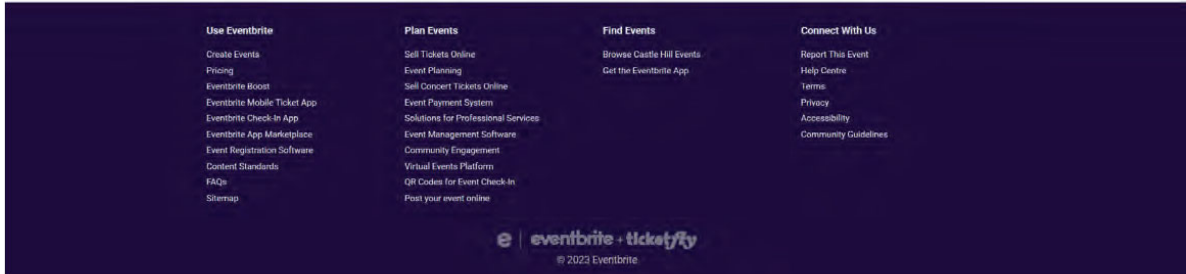 Use Eventbrite
Create Events
Pricing
Eventbrite Boost
Eventbrite Mobile Ticket App
Eventbrite Check-In App
Eventbrite App Marketplace
Event Registration Software
Content Standards
FAQs
Sitemap
Plan Events
Sell Tickets Online
Event Planning
Sell Concert Tickets Online
Event Payment System
Solutions for Professional Services
Event Management Software
Community Engagement
Virtual Events Platform
QR Codes for Event Check-In
Post your event online
Find Events
Browse Castle Hill Events
Get the Eventbrite App
Connect With Us
Report This Event
Help Centre
Terms
Privacy
Accessibility
Community Guidelines
e | eventbrite + ticketfly
© 2023 Eventbrite